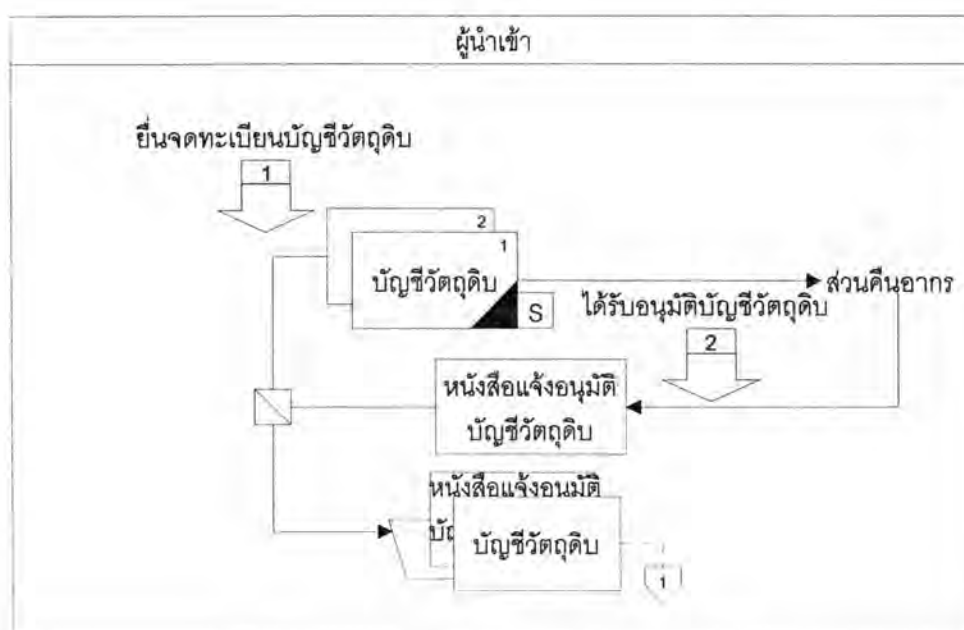 ผู้นำเข้า
ยื่นจดทะเบียนบัญชีวัตถุดิบ
1
2
1
บัญชีวัตถุดิบ
S
ส่วนคืนอากร
ได้รับอนุมัติบัญชีวัตถุดิบ
2
หนังสือแจ้งอนุมัติ
บัญชีวัตถุดิบ
หนังสือแจ้งอนุมัติ
บัญ
บัญชีวัตถุดิบ
1